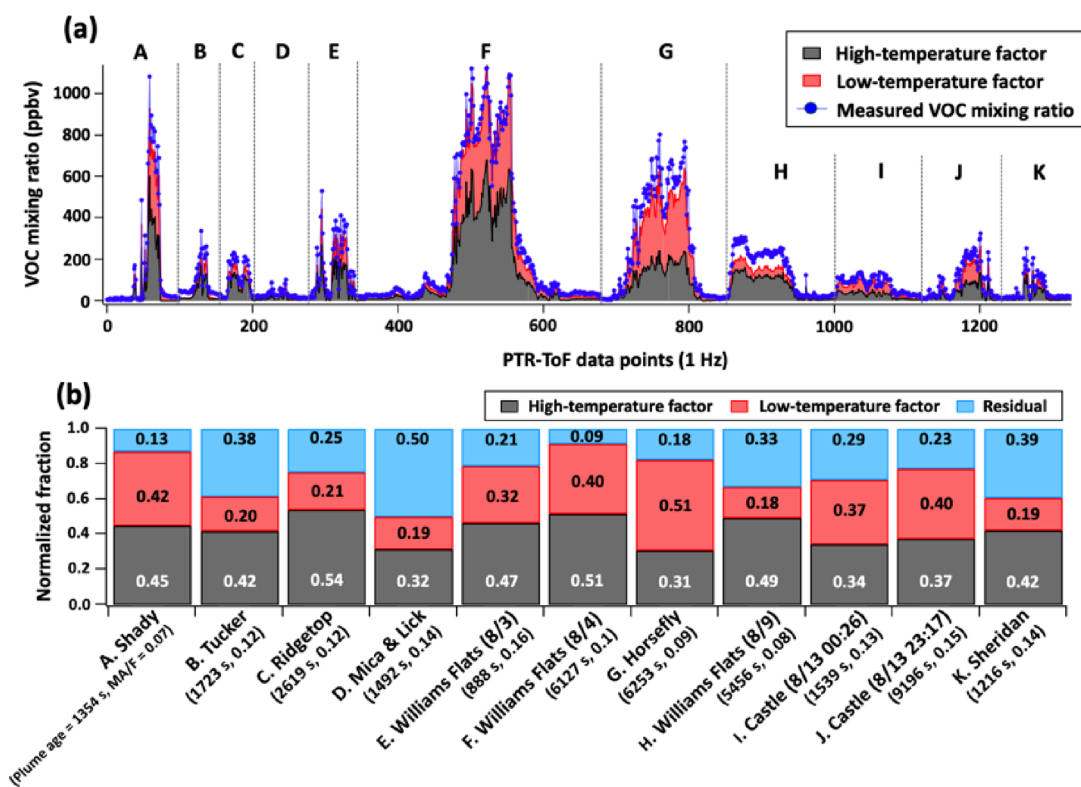 (a)
A B C D E F G H I J K
High-temperature factor
Low-temperature factor
Measured VOC mixing ratio
VOC mixing ratio (ppbv)
1000
800
600
400
200
0
0 200 400 600 800 1000 1200
PTR-ToF data points (1 Hz)
(b)
High-temperature factor Low-temperature factor Residual
Normalized fraction
1.0
0.8
0.6
0.4
0.2
0.0
0.13 0.38 0.25 0.50 0.21 0.09 0.18 0.33 0.29 0.23 0.39
0.42 0.20 0.21 0.19 0.32 0.40 0.51 0.18 0.37 0.40 0.19
0.45 0.42 0.54 0.32 0.47 0.51 0.31 0.49 0.34 0.37 0.42
A. Shady
(Plume age = 1354 s, MA/F = 0.07)
B. Tucker
(1723 s, 0.12)
C. Ridgetop
(2619 s, 0.12)
D. Mica & Lick
(1492 s, 0.14)
E. Williams Flats (8/3)
(888 s, 0.16)
F. Williams Flats (8/4)
(6127 s, 0.1)
G. Horsefly
(6253 s, 0.09)
H. Williams Flats (8/9)
(5456 s, 0.08)
I. Castle (8/13 00:26)
(1539 s, 0.13)
J. Castle (8/13 23:17)
(9196 s, 0.15)
K. Sheridan
(1216 s, 0.14)